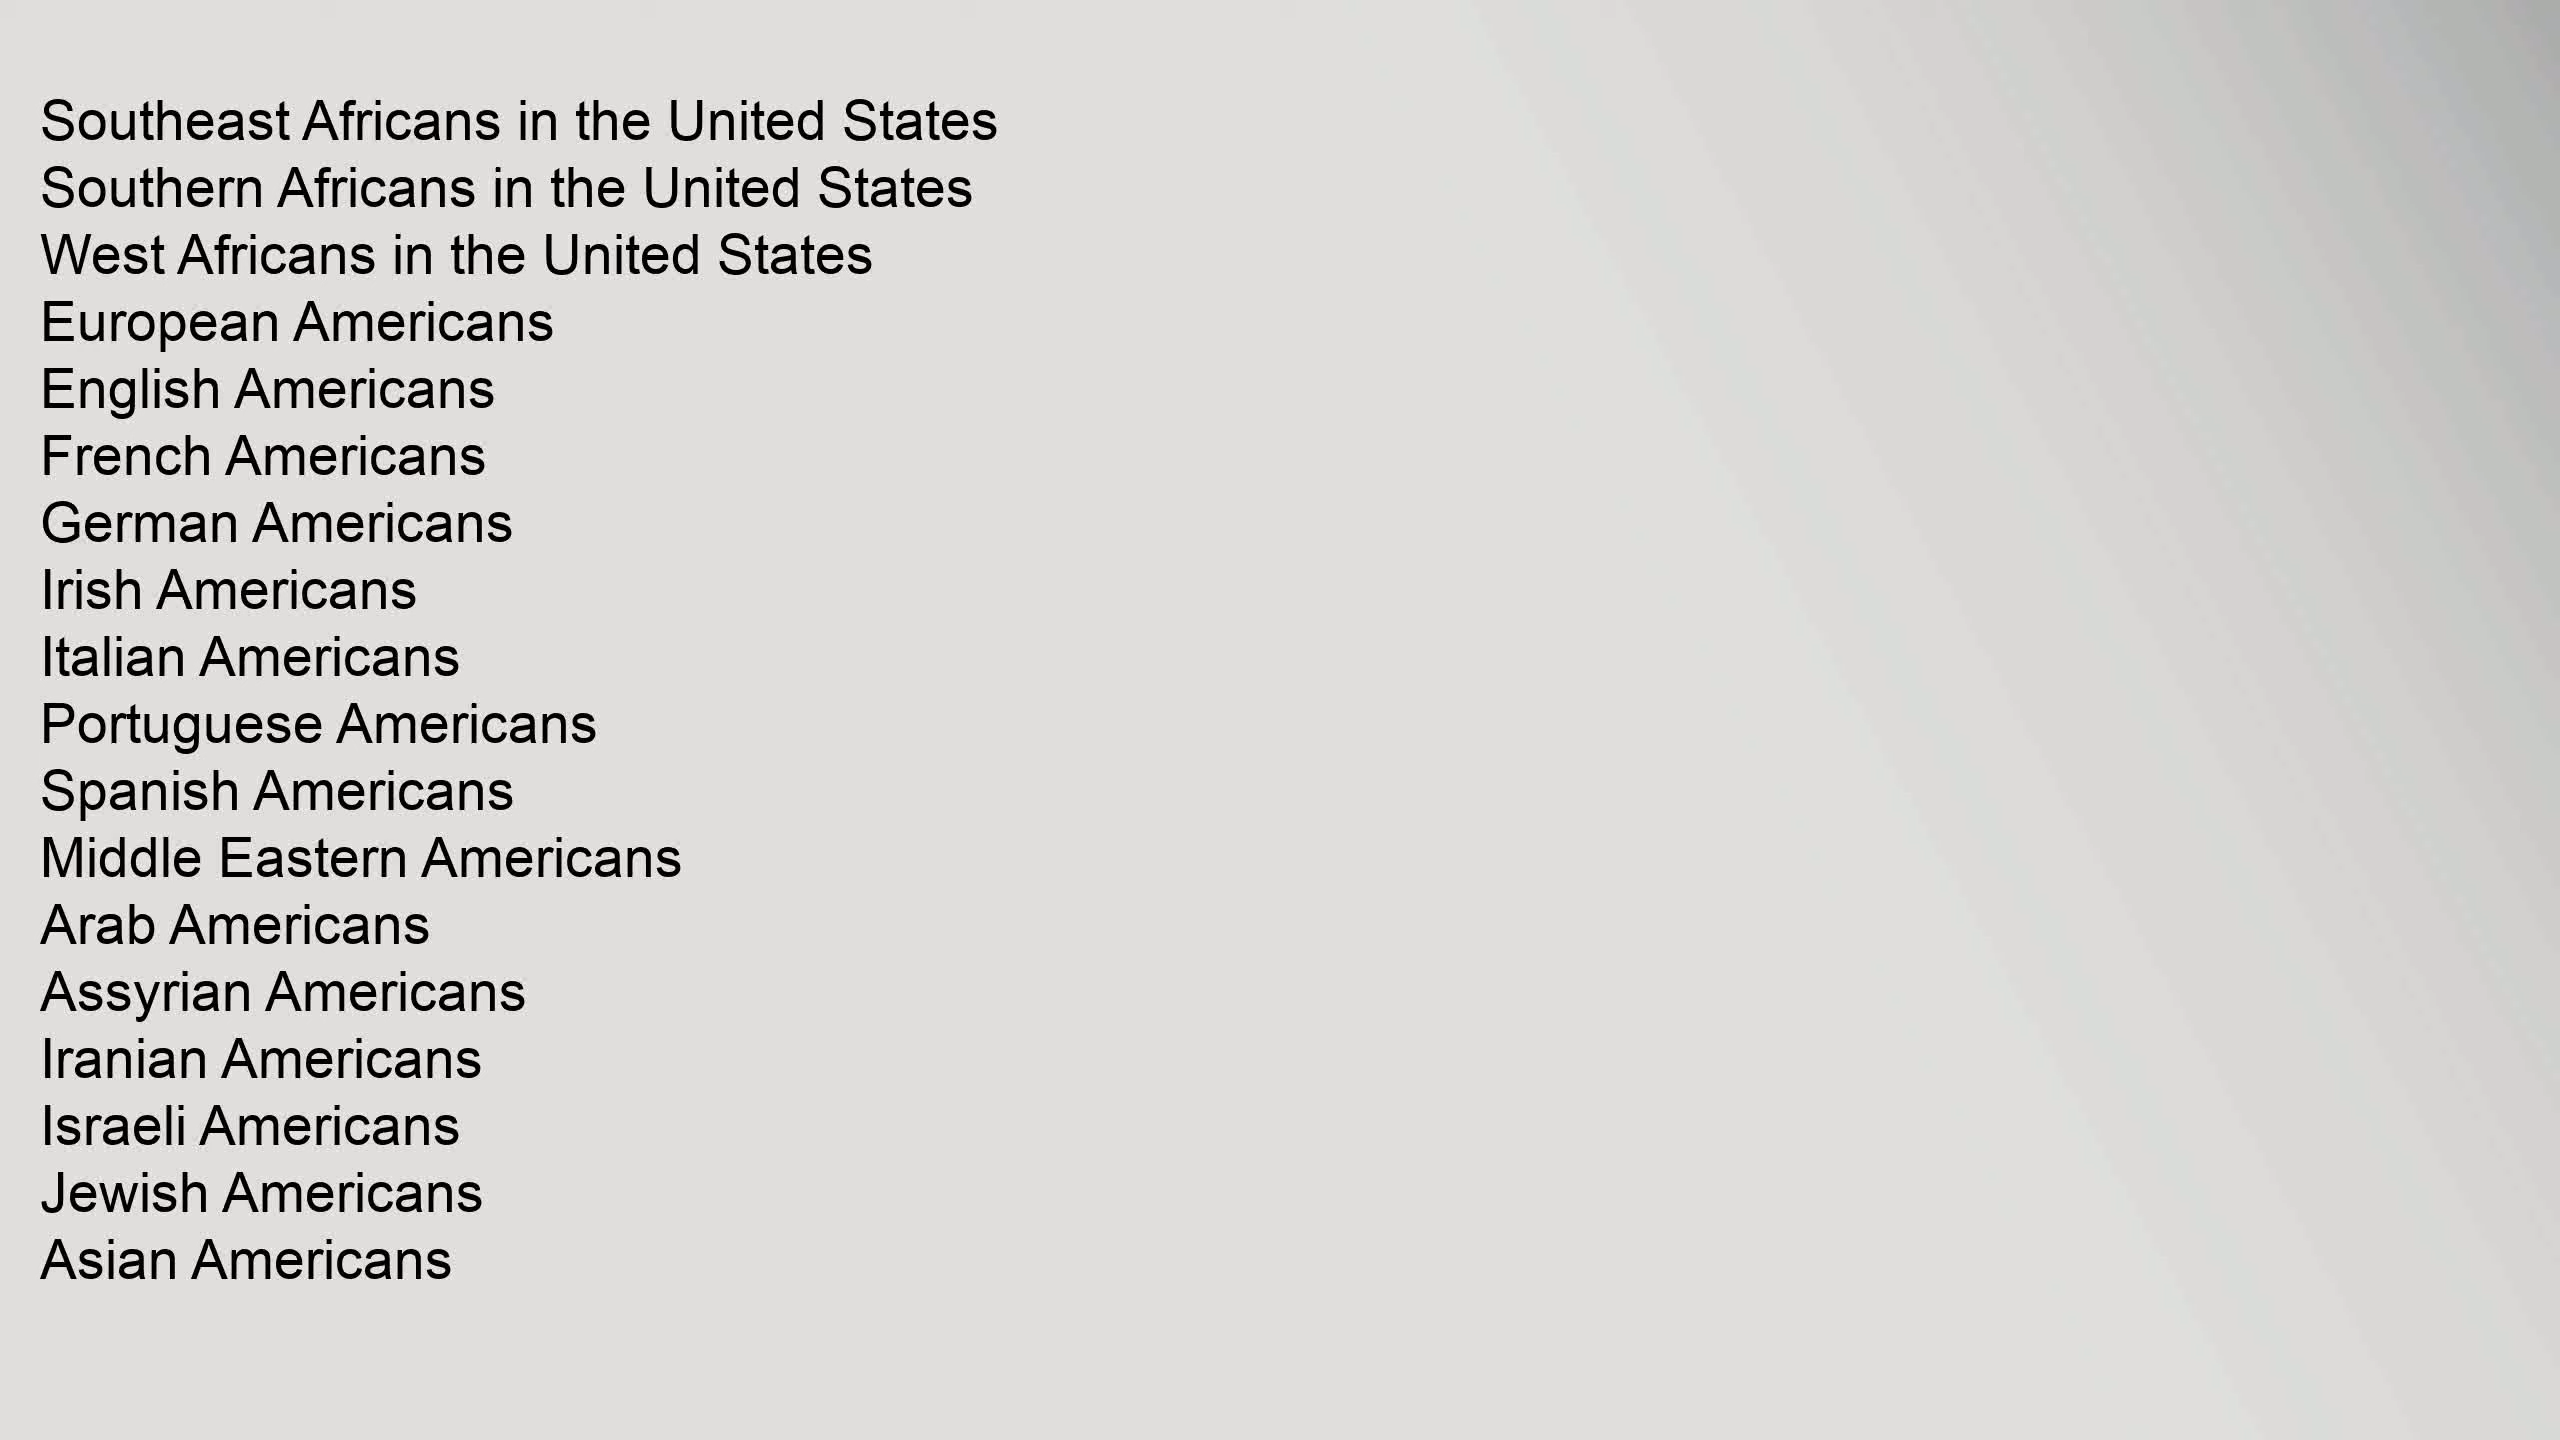 Southeast Africans in the United States
Southern Africans in the United States
West Africans in the United States
European Americans
English Americans
French Americans
German Americans
Irish Americans
Italian Americans
Portuguese Americans
Spanish Americans
Middle Eastern Americans
Arab Americans
Assyrian Americans
Iranian Americans
Israeli Americans
Jewish Americans
Asian Americans